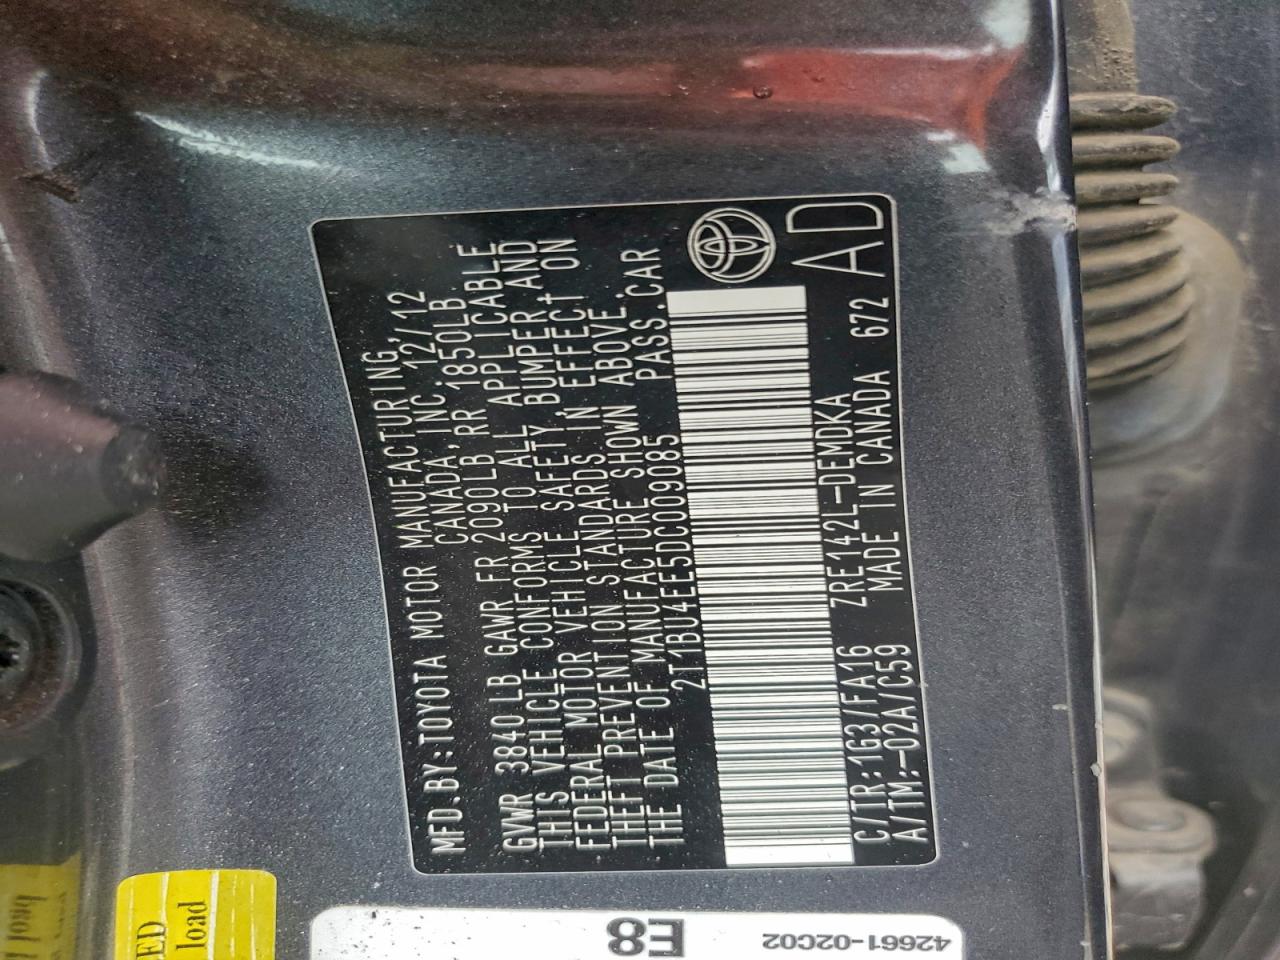 MFD.BY:TOYOTA MOTOR MANUFACTURING,
CANADA, INC. 12/12
GVWR 3840LB GAWR FR 2090LB RR 1850LB
THIS VEHICLE CONFORMS TO ALL APPLICABLE
FEDERAL MOTOR VEHICLE SAFETY, BUMPER, AND
THEFT PREVENTION STANDARDS IN EFFECT ON
THE DATE OF MANUFACTURE SHOWN ABOVE.
2T1BU4EE5DC009085 PASS.CAR
C/TR:1G3/FA16 ZRE142L-DEMDKA
A/TM:-02A/C59 MADE IN CANADA 672
AD
ED
load
E8
42661-02C02